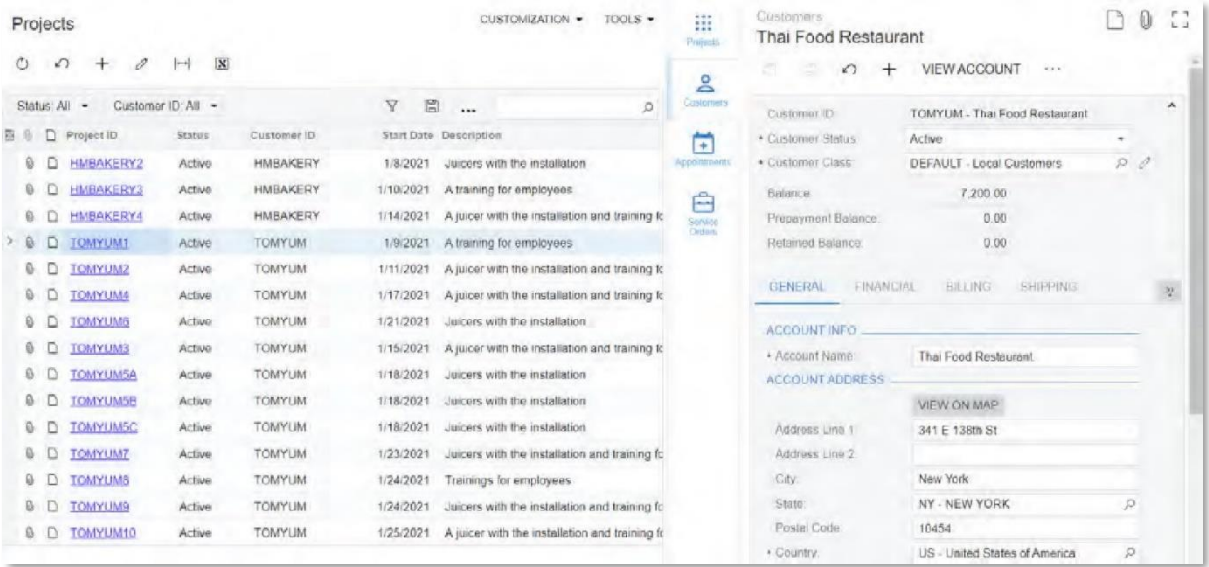 Projects
CUSTOMIZATION
TOOLS
Status: All
Customer ID: All
...
Project ID
Status
Customer ID
Start Date
Description
HMBAKERY2 Active HMBAKERY 1/8/2021 Juicers with the installation
HMBAKERY3 Active HMBAKERY 1/10/2021 A training for employees
HMBAKERY4 Active HMBAKERY 1/14/2021 A juicer with the installation and training fo
TOMYUM1 Active TOMYUM 1/9/2021 A training for employees
TOMYUM2 Active TOMYUM 1/11/2021 A juicer with the installation and training fo
TOMYUM4 Active TOMYUM 1/17/2021 A juicer with the installation and training fo
TOMYUM6 Active TOMYUM 1/21/2021 Juicers with the installation
TOMYUM3 Active TOMYUM 1/15/2021 A juicer with the installation and training fo
TOMYUM5A Active TOMYUM 1/18/2021 Juicers with the installation
TOMYUM5B Active TOMYUM 1/18/2021 Juicers with the installation
TOMYUM5C Active TOMYUM 1/18/2021 Juicers with the installation
TOMYUM7 Active TOMYUM 1/23/2021 Juicers with the installation and training fo
TOMYUM8 Active TOMYUM 1/24/2021 Trainings for employees
TOMYUM9 Active TOMYUM 1/24/2021 Juicers with the installation and training fo
TOMYUM10 Active TOMYUM 1/25/2021 A juicer with the installation and training fo
Projects
Customers
Appointments
Service
Orders
Customers
Thai Food Restaurant
VIEW ACCOUNT
...
Customer ID: TOMYUM - Thai Food Restaurant
* Customer Status: Active
* Customer Class: DEFAULT - Local Customers
Balance: 7,200.00
Prepayment Balance: 0.00
Retained Balance: 0.00
GENERAL FINANCIAL BILLING SHIPPING
ACCOUNT INFO
* Account Name: Thai Food Restaurant
ACCOUNT ADDRESS
VIEW ON MAP
Address Line 1: 341 E 138th St
Address Line 2:
City: New York
State: NY - NEW YORK
Postal Code: 10454
* Country: US - United States of America